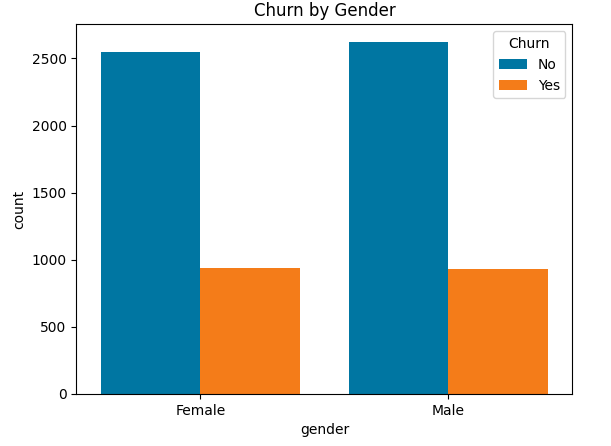 Churn by Gender
Churn
No
Yes
2500
2000
1500
1000
500
0
count
Female
Male
gender